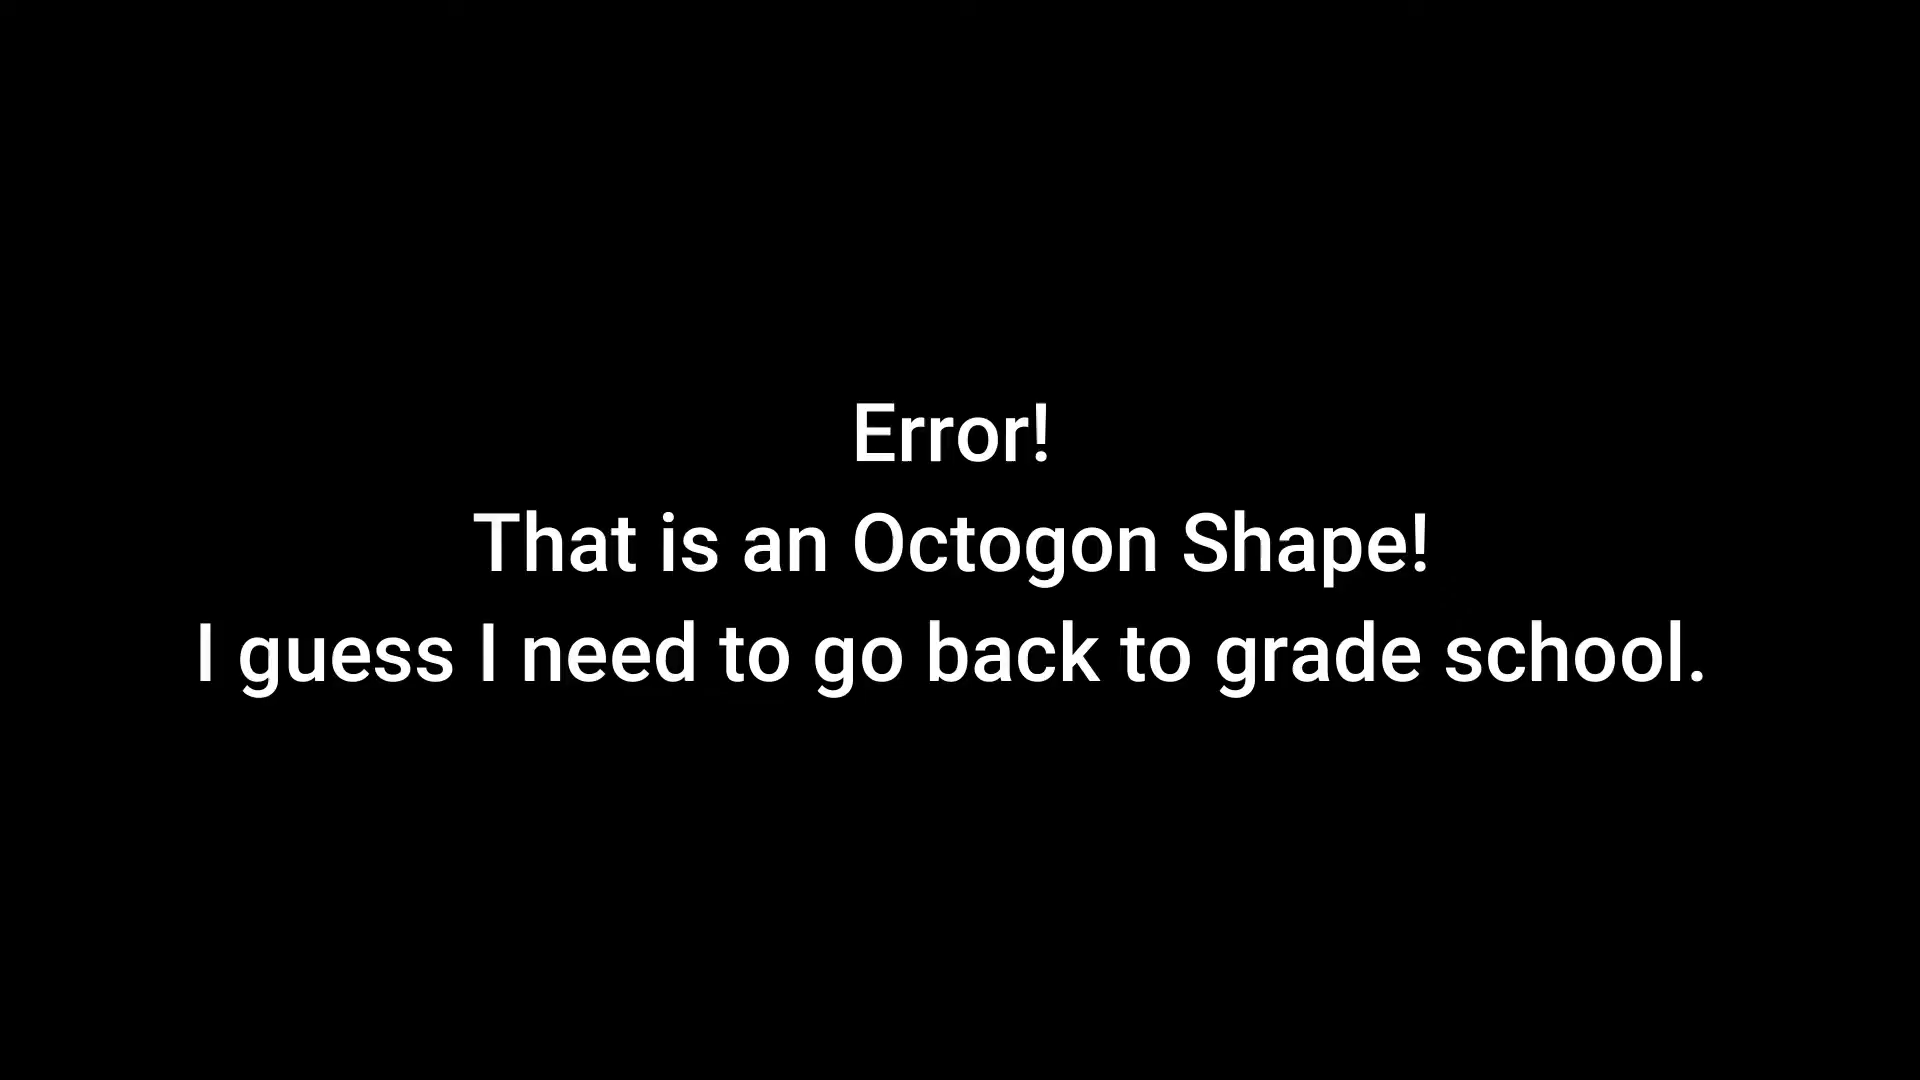 Error!
That is an Octogon Shape!
I guess I need to go back to grade school.